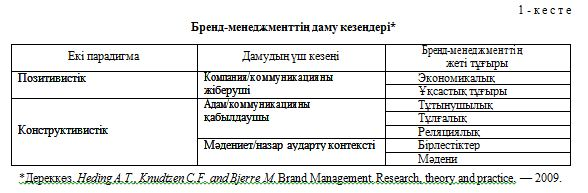 1 - к е с т е
Бренд-менеджменттің даму кезеңдері*
Екі парадигма	Дамудың үш кезеңі	Бренд-менеджменттің жеті тұғыры
Позитивистік	Компания/коммуникацияны жіберуші	Экономикалық
Ұқсастық тұғыры
Конструктивистік	Адам/коммуникацияны қабылдаушы	Тұтынушылық
Тұлғалық
Реляциялық
Мәдениет/назар аударту контексті	Бірлестіктер
Мәдени
*Дереккөз. Heding A.T., Knudtzen C.F. and Bjerre M. Brand Management. Research, theory and practice, — 2009.